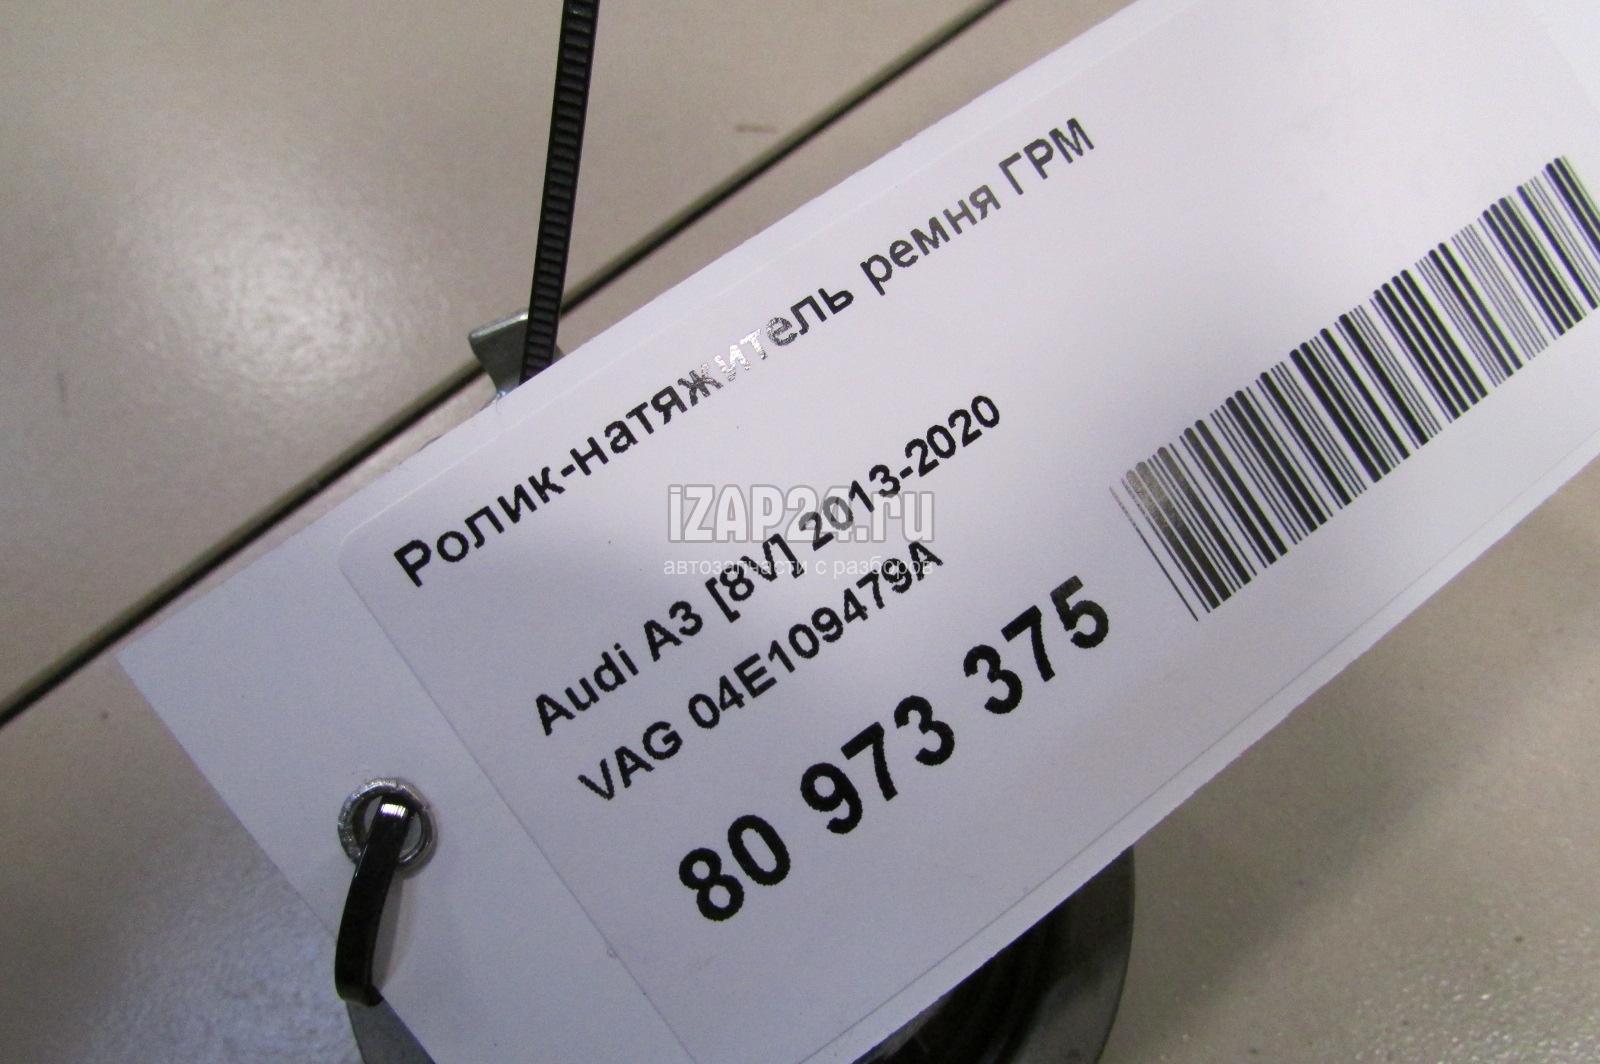 Ролик-натяжитель ремня ГРМ
Audi A3 [8V] 2013-2020
VAG 04E109479A
80 973 375
iZAP24.ru
автозапчасти с разборов